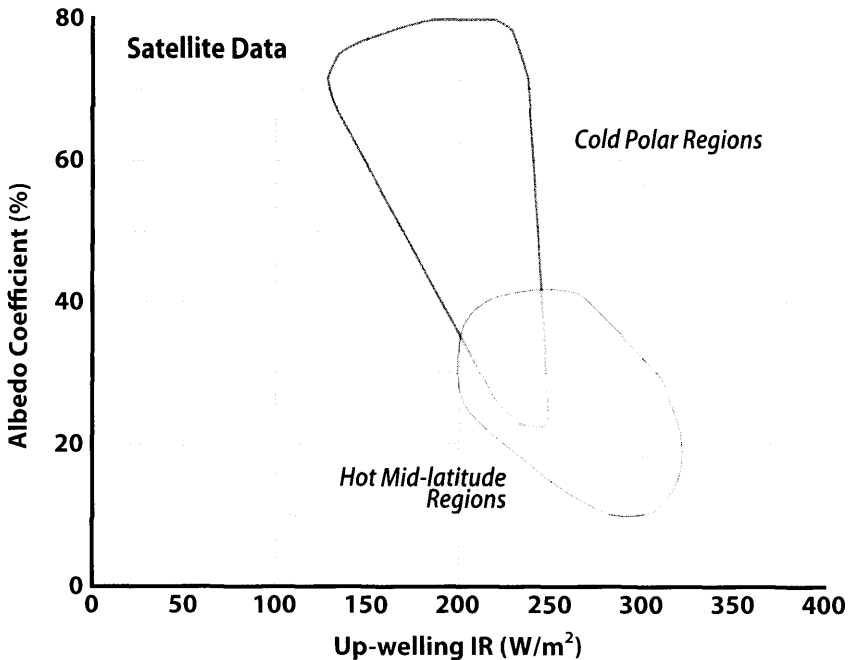 Satellite Data
Cold Polar Regions
Hot Mid-latitude
Regions
Albedo Coefficient (%)
80
60
40
20
0
0 50 100 150 200 250 300 350 400
Up-welling IR (W/m²)